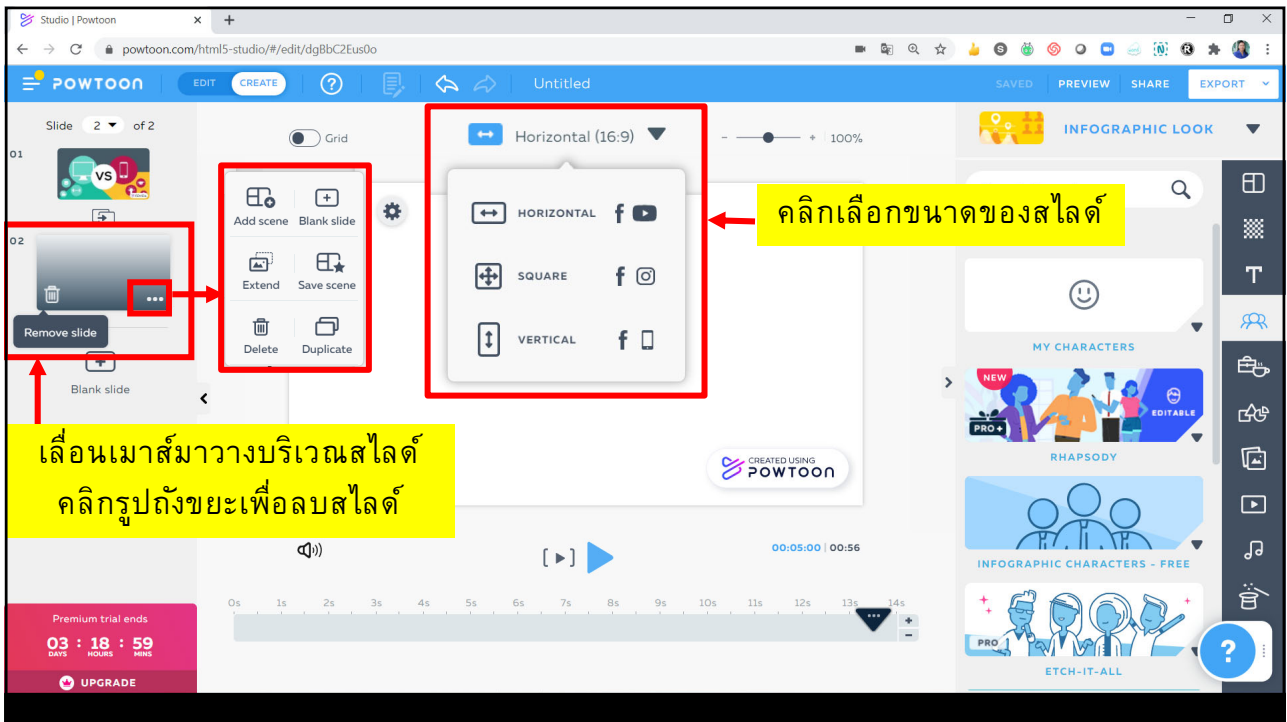 Studio | Powtoon
powtoon.com/html5-studio/#/edit/dgBbC2Eus0o
POWTOON
EDIT CREATE
?
Untitled
SAVED PREVIEW SHARE EXPORT
Slide 2 of 2
Grid
Horizontal (16:9)
- + 100%
INFOGRAPHIC LOOK
01
VS
Add scene Blank slide
Extend Save scene
Delete Duplicate
HORIZONTAL
SQUARE
VERTICAL
คลิกเลือกขนาดของสไลด์
02
Remove slide
Blank slide
เลื่อนเมาส์มาวางบริเวณสไลด์
คลิกรูปถังขยะเพื่อลบสไลด์
CREATED USING
POWTOON
MY CHARACTERS
NEW
PRO+
EDITABLE
RHAPSODY
INFOGRAPHIC CHARACTERS - FREE
PRO
ETCH-IT-ALL
00:05:00 | 00:56
0s 1s 2s 3s 4s 5s 6s 7s 8s 9s 10s 11s 12s 13s 14s
Premium trial ends
03 : 18 : 59
DAYS HOURS MINS
UPGRADE
?